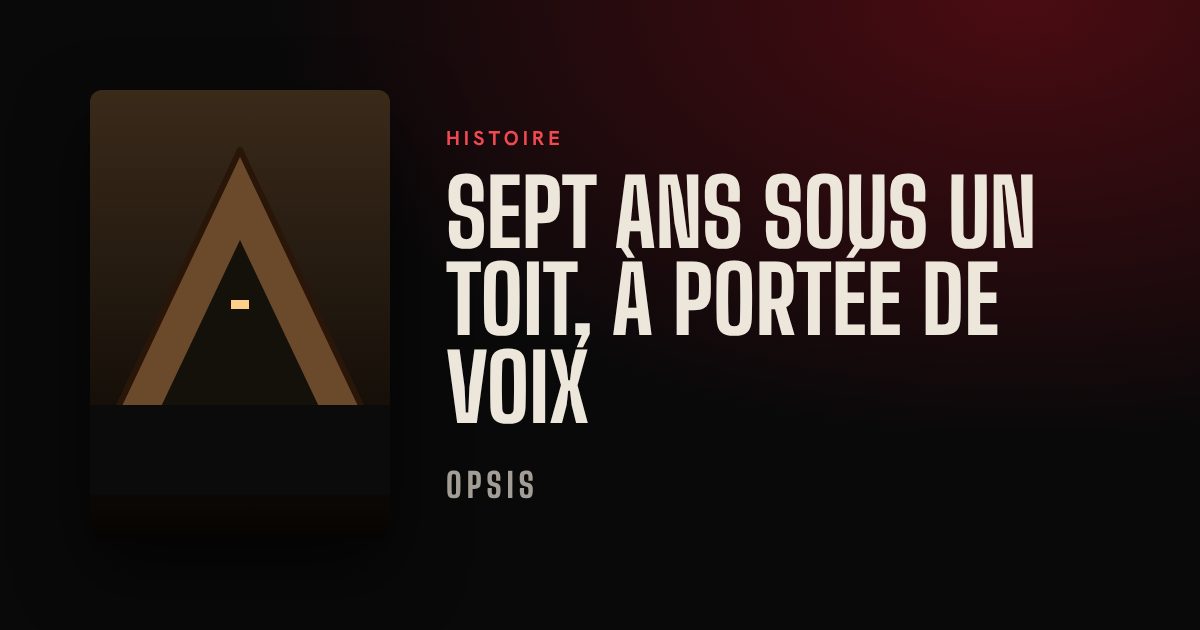 HISTOIRE
SEPT ANS SOUS UN
TOIT, À PORTÉE DE
VOIX
OPSIS